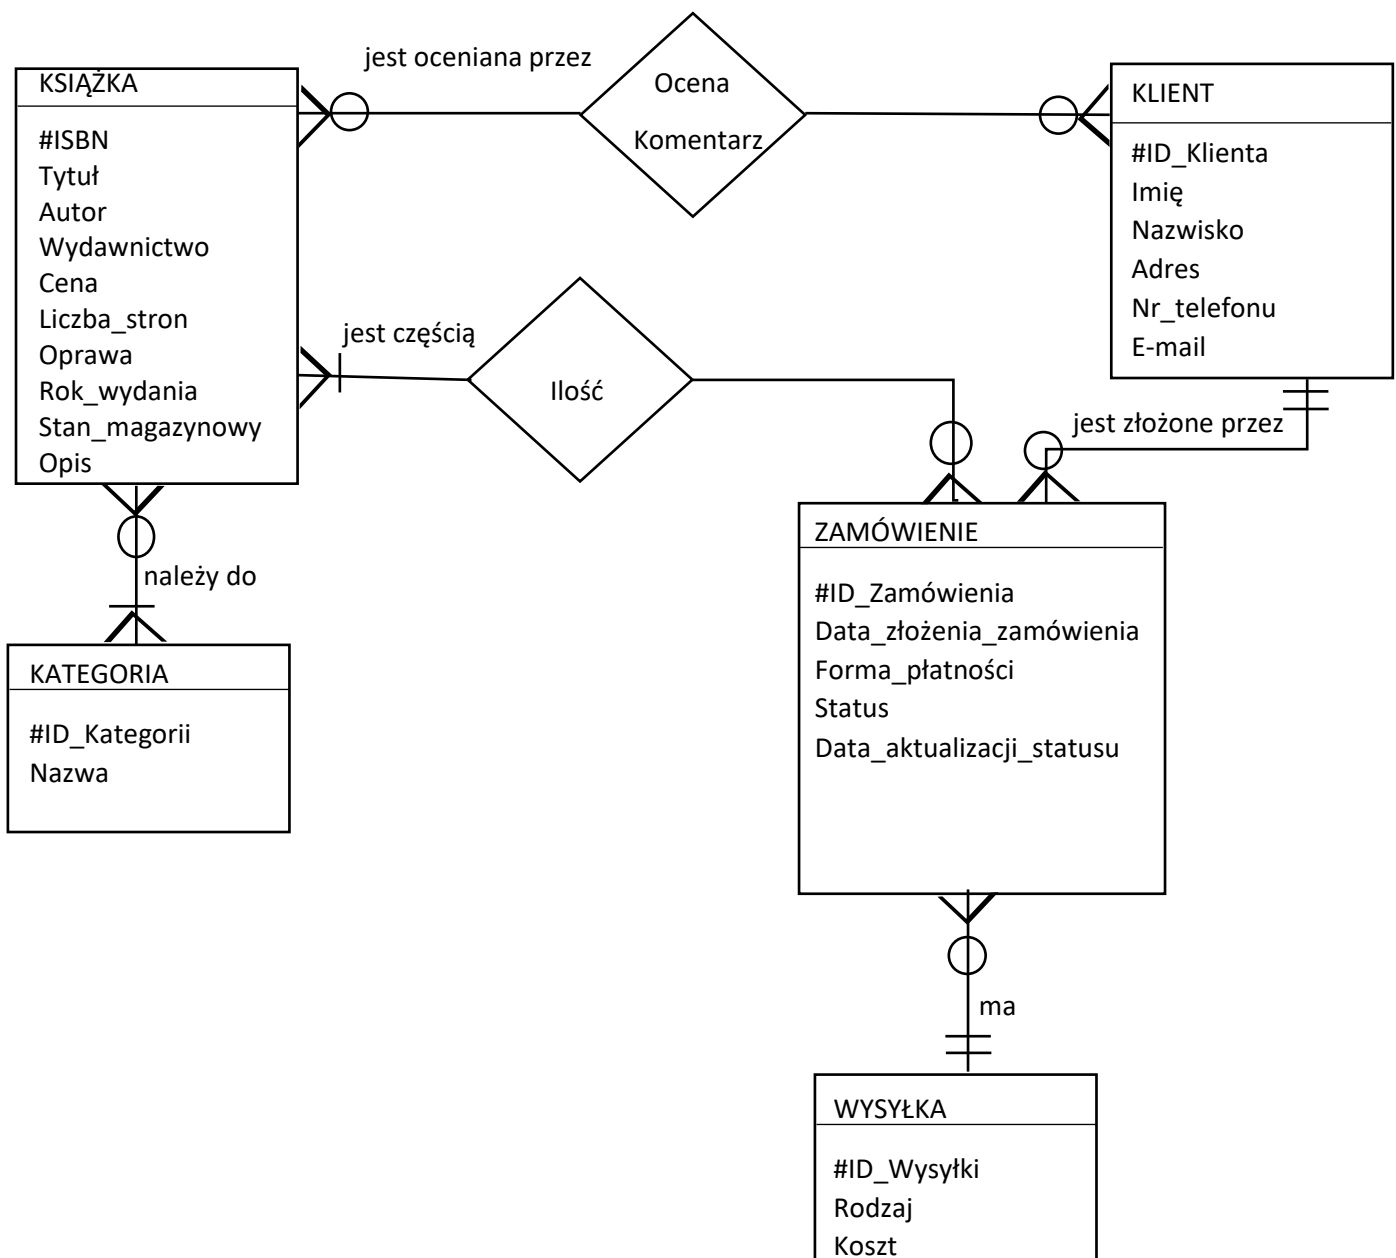 jest oceniana przez
Ocena
Komentarz
KSIĄŻKA
#ISBN
Tytuł
Autor
Wydawnictwo
Cena
Liczba_stron
Oprawa
Rok_wydania
Stan_magazynowy
Opis
KLIENT
#ID_Klienta
Imię
Nazwisko
Adres
Nr_telefonu
E-mail
jest częścią
Ilość
jest złożone przez
należy do
KATEGORIA
#ID_Kategorii
Nazwa
ZAMÓWIENIE
#ID_Zamówienia
Data_złożenia_zamówienia
Forma_płatności
Status
Data_aktualizacji_statusu
ma
WYSYŁKA
#ID_Wysyłki
Rodzaj
Koszt